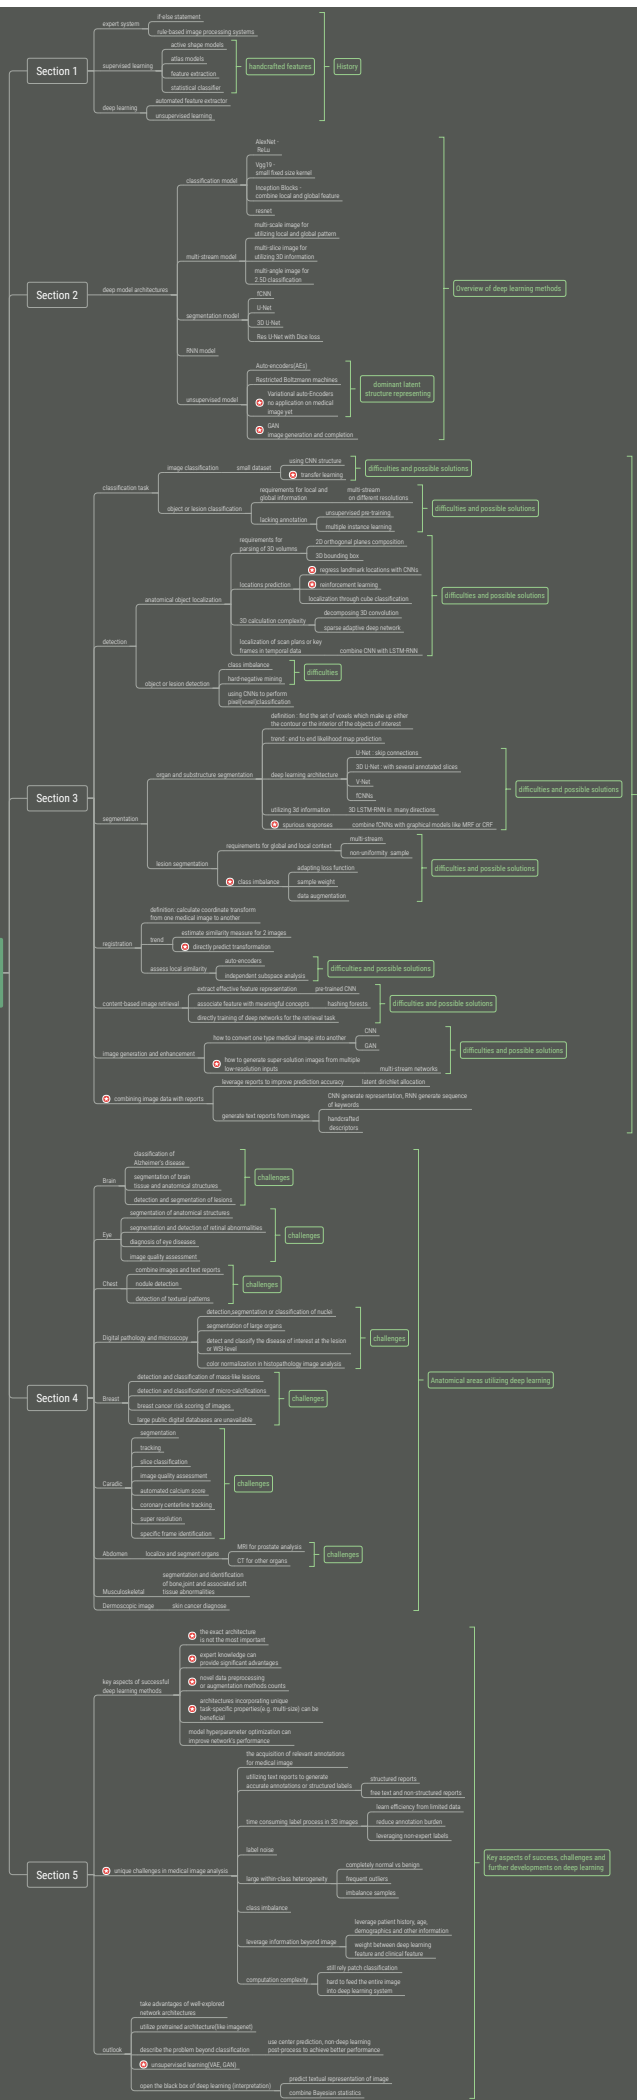 Section 1
expert system
if-else statement
rule-based image processing systems
supervised learning
active shape models
atlas models
feature extraction
statistical classifier
handcrafted features
deep learning
automated feature extractor
unsupervised learning
History
Section 2
deep model architectures
classification model
AlexNet -
ReLu
Vgg19 -
small fixed size kernel
Inception Blocks -
combine local and global feature
resnet
multi-stream model
multi-scale image for
utilizing local and global pattern
multi-slice image for
utilizing 3D information
multi-angle image for
2.5D classification
segmentation model
fCNN
U-Net
3D U-Net
Res U-Net with Dice loss
RNN model
unsupervised model
Auto-encoders(AEs)
Restricted Boltzmann machines
Variational auto-Encoders
no application on medical
image yet
GAN
image generation and completion
dominant latent
structure representing
Overview of deep learning methods
Section 3
classification task
image classification
small dataset
using CNN structure
transfer learning
difficulties and possible solutions
object or lesion classification
requirements for local and
global information
multi-stream
on different resolutions
lacking annotation
unsupervised pre-training
multiple instance learning
difficulties and possible solutions
detection
anatomical object localization
requirements for
parsing of 3D volumes
2D orthogonal planes composition
3D bounding box
locations prediction
regress landmark locations with CNNs
reinforcement learning
localization through cube classification
3D calculation complexity
decomposing 3D convolution
sparse adaptive deep network
localization of scan plans or key
frames in temporal data
combine CNN with LSTM-RNN
difficulties and possible solutions
object or lesion detection
class imbalance
hard-negative mining
difficulties
using CNNs to perform
pixel(voxel)classification
segmentation
organ and substructure segmentation
definition : find the set of voxels which make up either
the contour or the interior of the objects of interest
trend : end to end likelihood map prediction
deep learning architecture
U-Net : skip connections
3D U-Net : with several annotated slices
V-Net
fCNNs
utilizing 3d information
3D LSTM-RNN in many directions
spurious responses
combine fCNNs with graphical models like MRF or CRF
difficulties and possible solutions
lesion segmentation
requirements for global and local context
multi-stream
non-uniformity sample
class imbalance
adapting loss function
sample weight
data augmentation
difficulties and possible solutions
registration
definition: calculate coordinate transform
from one medical image to another
trend
estimate similarity measure for 2 images
directly predict transformation
assess local similarity
auto-encoders
independent subspace analysis
difficulties and possible solutions
content-based image retrieval
extract effective feature representation
pre-trained CNN
associate feature with meaningful concepts
hashing forests
directly training of deep networks for the retrieval task
difficulties and possible solutions
image generation and enhancement
how to convert one type medical image into another
CNN
GAN
how to generate super-solution images from multiple
low-resolution inputs
multi-stream networks
difficulties and possible solutions
combining image data with reports
leverage reports to improve prediction accuracy
latent dirichlet allocation
generate text reports from images
CNN generate representation, RNN generate sequence
of keywords
handcrafted
descriptors
Section 4
Brain
classification of
Alzheimer's disease
segmentation of brain
tissue and anatomical structures
detection and segmentation of lesions
challenges
Eye
segmentation of anatomical structures
segmentation and detection of retinal abnormalities
diagnosis of eye diseases
image quality assessment
challenges
Chest
combine images and text reports
nodule detection
detection of textural patterns
challenges
Digital pathology and microscopy
detection,segmentation or classification of nuclei
segmentation of large organs
detect and classify the disease of interest at the lesion
or WSI-level
color normalization in histopathology image analysis
challenges
Breast
detection and classification of mass-like lesions
detection and classification of micro-calcifications
breast cancer risk scoring of images
large public digital databases are unavailable
challenges
Caradic
segmentation
tracking
slice classification
image quality assessment
automated calcium score
coronary centerline tracking
super resolution
specific frame identification
challenges
Abdomen
localize and segment organs
MRI for prostate analysis
CT for other organs
challenges
Musculoskeletal
segmentation and identification
of bone,joint and associated soft
tissue abnormalities
Dermoscopic image
skin cancer diagnose
Anatomical areas utilizing deep learning
Section 5
key aspects of successful
deep learning methods
the exact architecture
is not the most important
expert knowledge can
provide significant advantages
novel data preprocessing
or augmentation methods counts
architectures incorporating unique
task-specific properties(e.g. multi-size) can be
beneficial
model hyperparameter optimization can
improve network's performance
unique challenges in medical image analysis
the acquisition of relevant annotations
for medical image
utilizing text reports to generate
accurate annotations or structured labels
structured reports
free text and non-structured reports
time consuming label process in 3D images
learn efficiency from limited data
reduce annotation burden
leveraging non-expert labels
label noise
large within-class heterogeneity
completely normal vs benign
frequent outliers
imbalance samples
class imbalance
leverage information beyond image
leverage patient history, age,
demographics and other information
weight between deep learning
feature and clinical feature
computation complexity
still rely patch classification
hard to feed the entire image
into deep learning system
outlook
take advantages of well-explored
network architectures
utilize pretrained architecture(like imagenet)
describe the problem beyond classification
use center prediction, non-deep learning
post-process to achieve better performance
unsupervised learning(VAE, GAN)
open the black box of deep learning (interpretation)
predict textual representation of image
combine Bayesian statistics
Key aspects of success, challenges and
further developments on deep learning